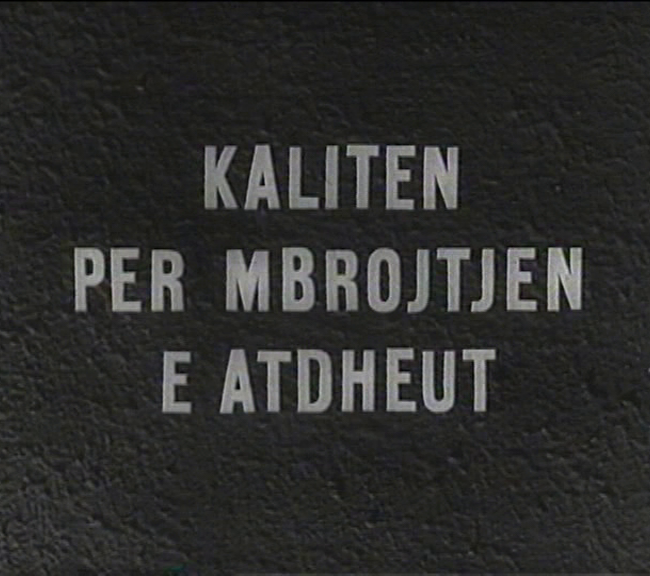 KALITEN
PER MBROJTJEN
E ATDHEUT